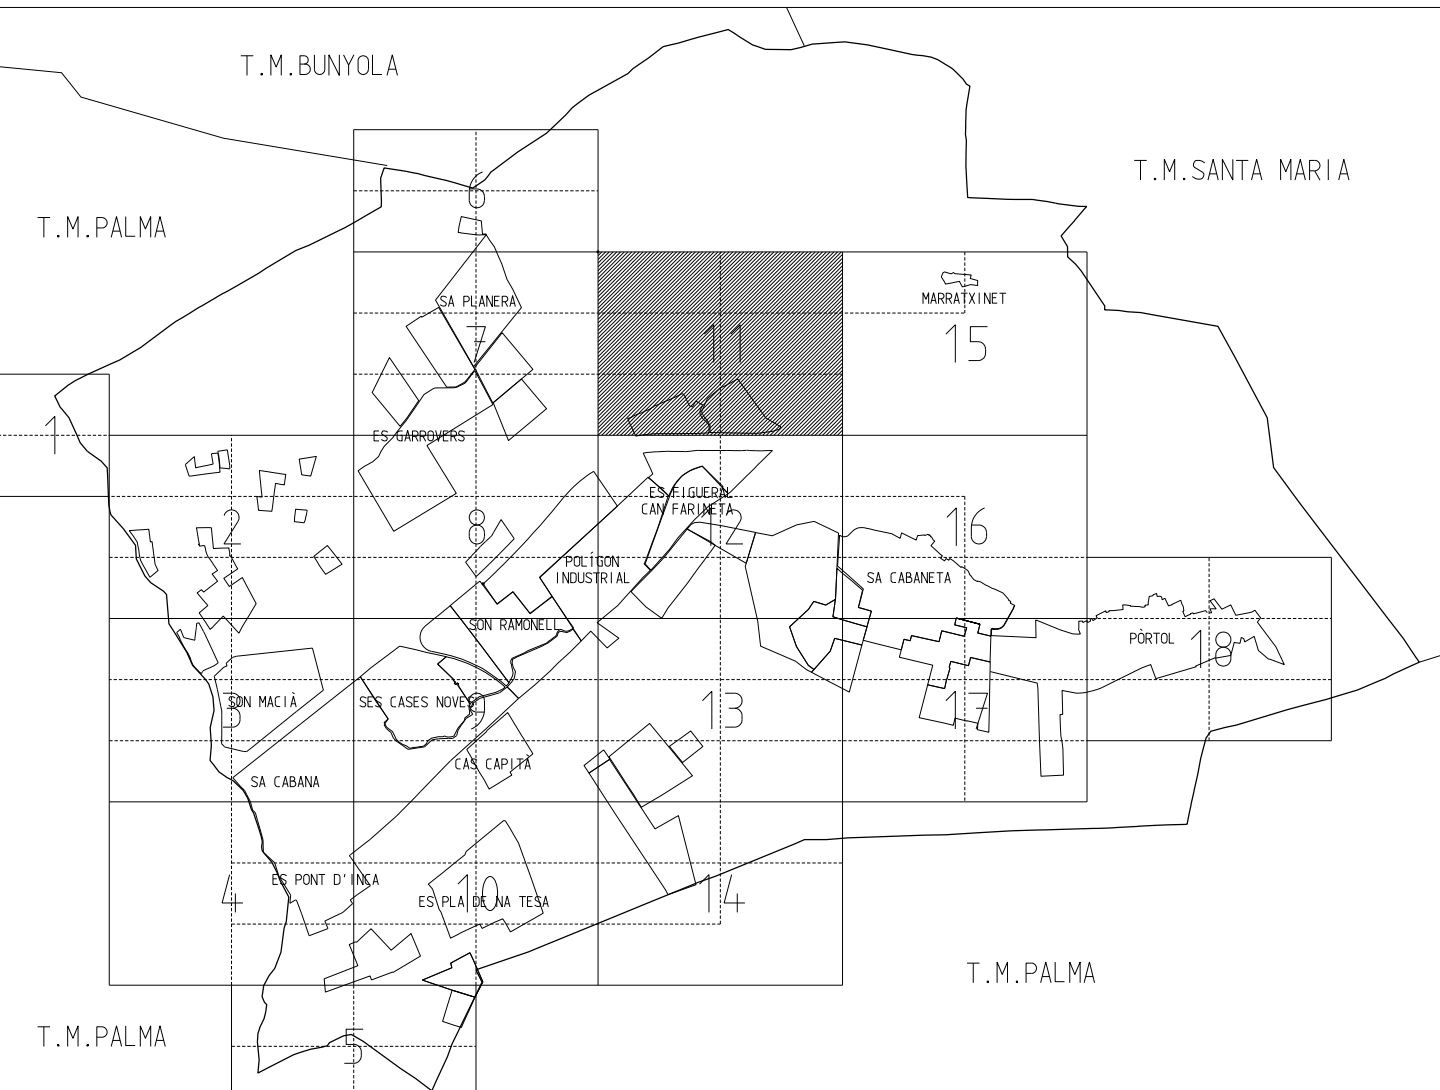 T.M.BUNYOLA
T.M.SANTA MARIA
T.M.PALMA
6
SA PLANERA
MARRATXINET
7
11
15
1
ES GARROVERS
ES FIGUERAL
CAN FARINETA
2
8
12
16
POLÍGON
INDUSTRIAL
SA CABANETA
SON RAMONELL
PÒRTOL
18
SON MACIÀ
3
SES CASES NOVES
9
13
17
CAS CAPITÀ
SA CABANA
ES PONT D'INCA
4
10
ES PLA DE NA TESA
14
T.M.PALMA
T.M.PALMA
5